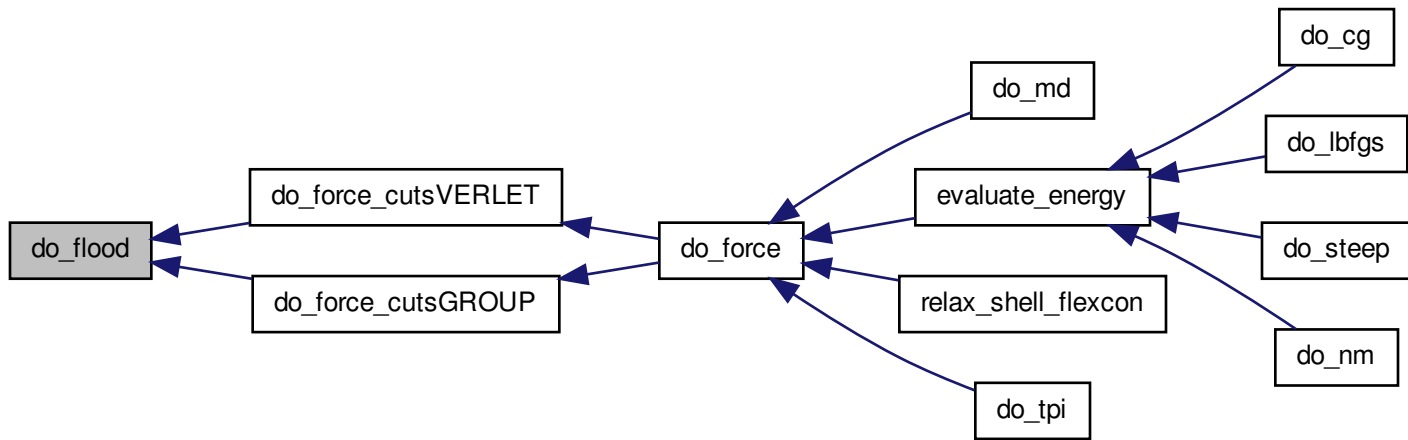 do_flood
do_force_cutsVERLET
do_force_cutsGROUP
do_force
do_md
evaluate_energy
relax_shell_flexcon
do_tpi
do_cg
do_lbfgs
do_steep
do_nm